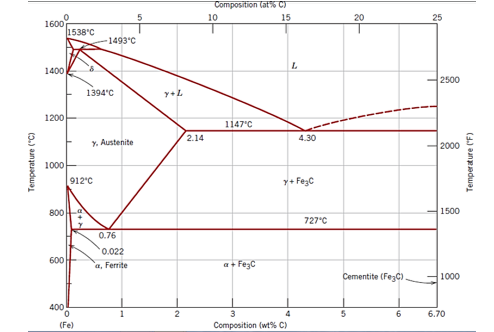 Composition (at% C)
0 5 10 15 20 25
1600
1538°C
1493°C
L
δ
1400
1394°C
γ + L
2500
1200
1147°C
2.14
4.30
γ, Austenite
2000
Temperature (°C)
Temperature (°F)
1000
912°C
γ + Fe3C
800
α
+
γ
727°C
1500
0.76
0.022
600
α, Ferrite
α + Fe3C
Cementite (Fe3C)
1000
400
0 1 2 3 4 5 6 6.70
(Fe)
Composition (wt% C)